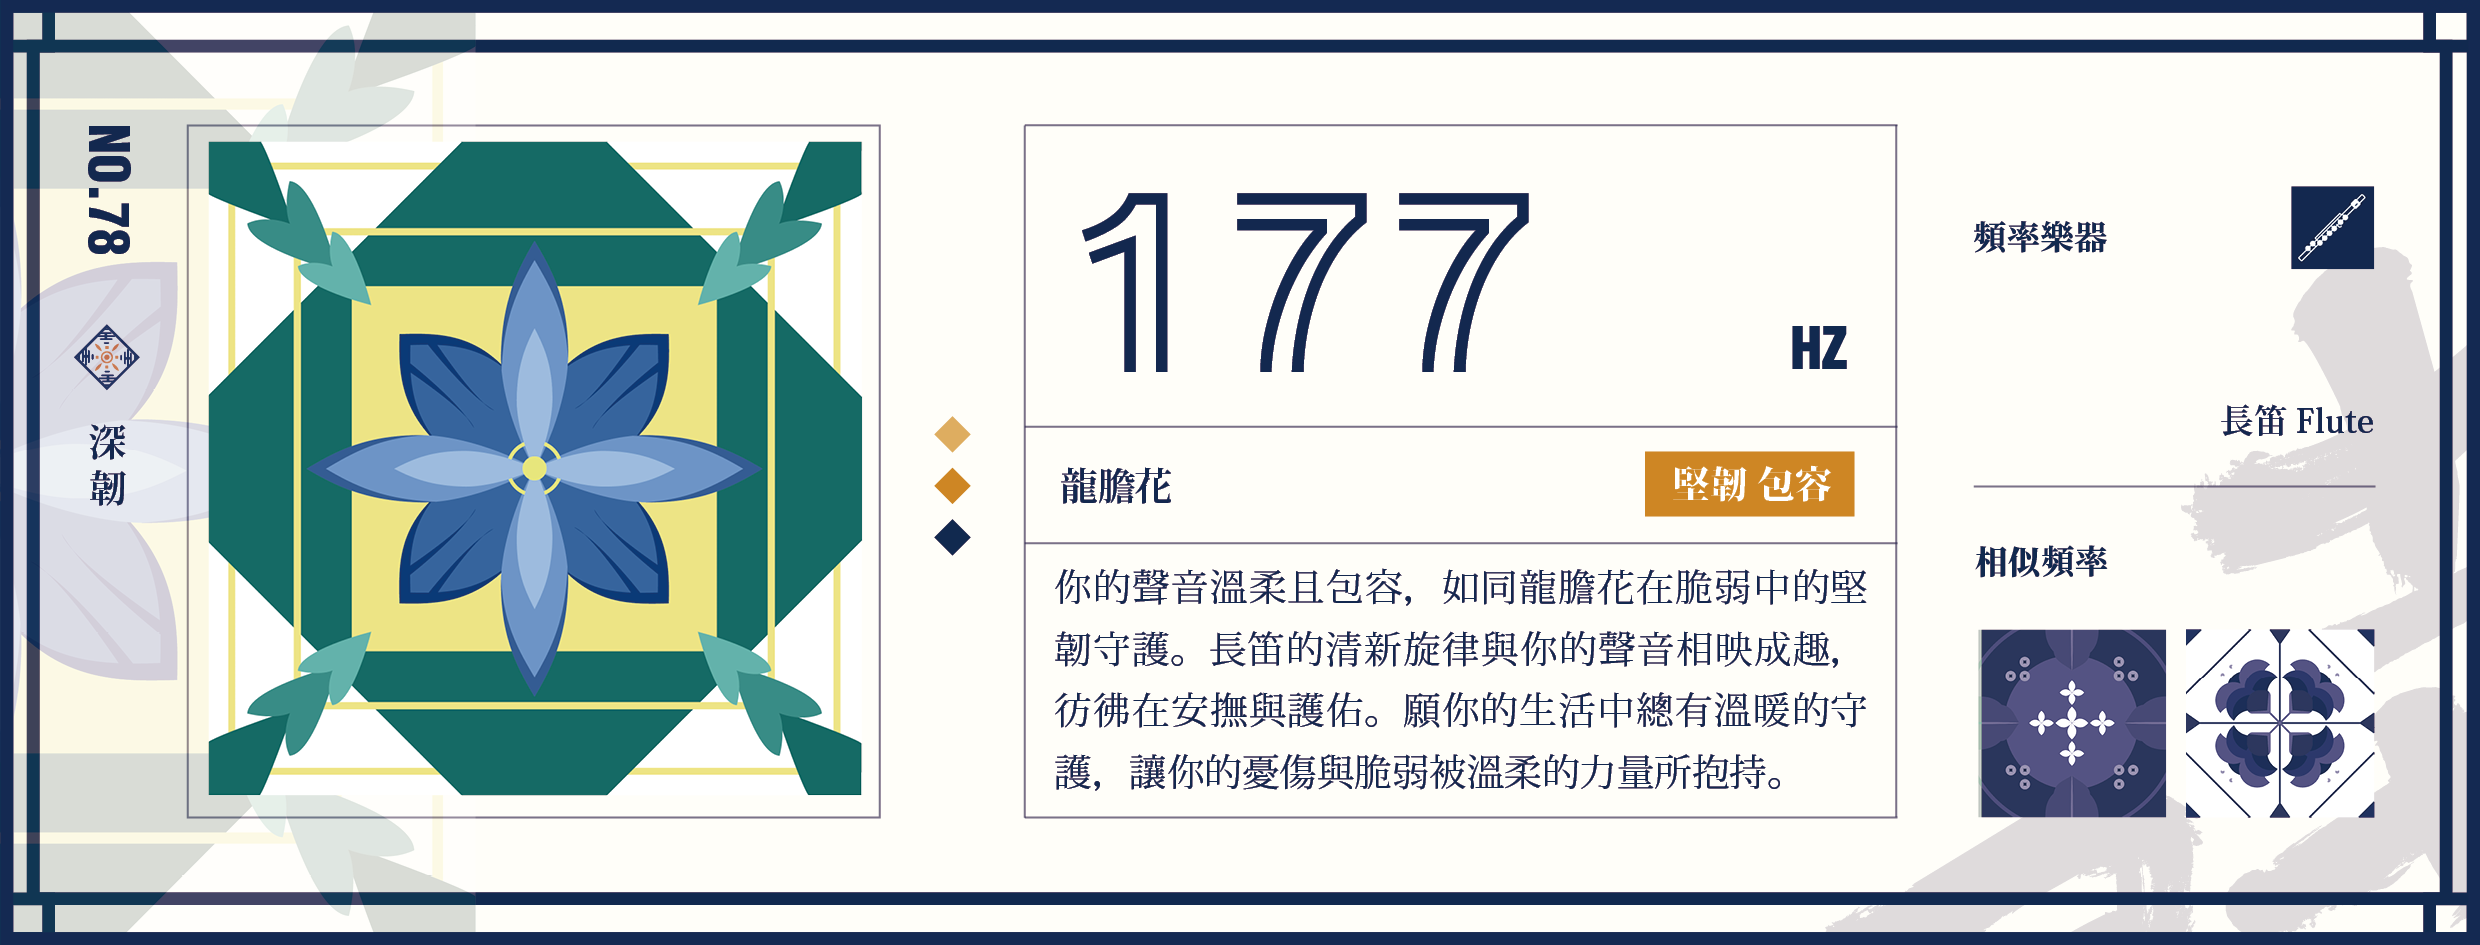 NO.78
深韌
177
HZ
龍膽花
堅韌 包容
你的聲音溫柔且包容，如同龍膽花在脆弱中的堅
韌守護。長笛的清新旋律與你的聲音相映成趣，
彷彿在安撫與護佑。願你的生活中總有溫暖的守
護，讓你的憂傷與脆弱被溫柔的力量所抱持。
頻率樂器
長笛 Flute
相似頻率